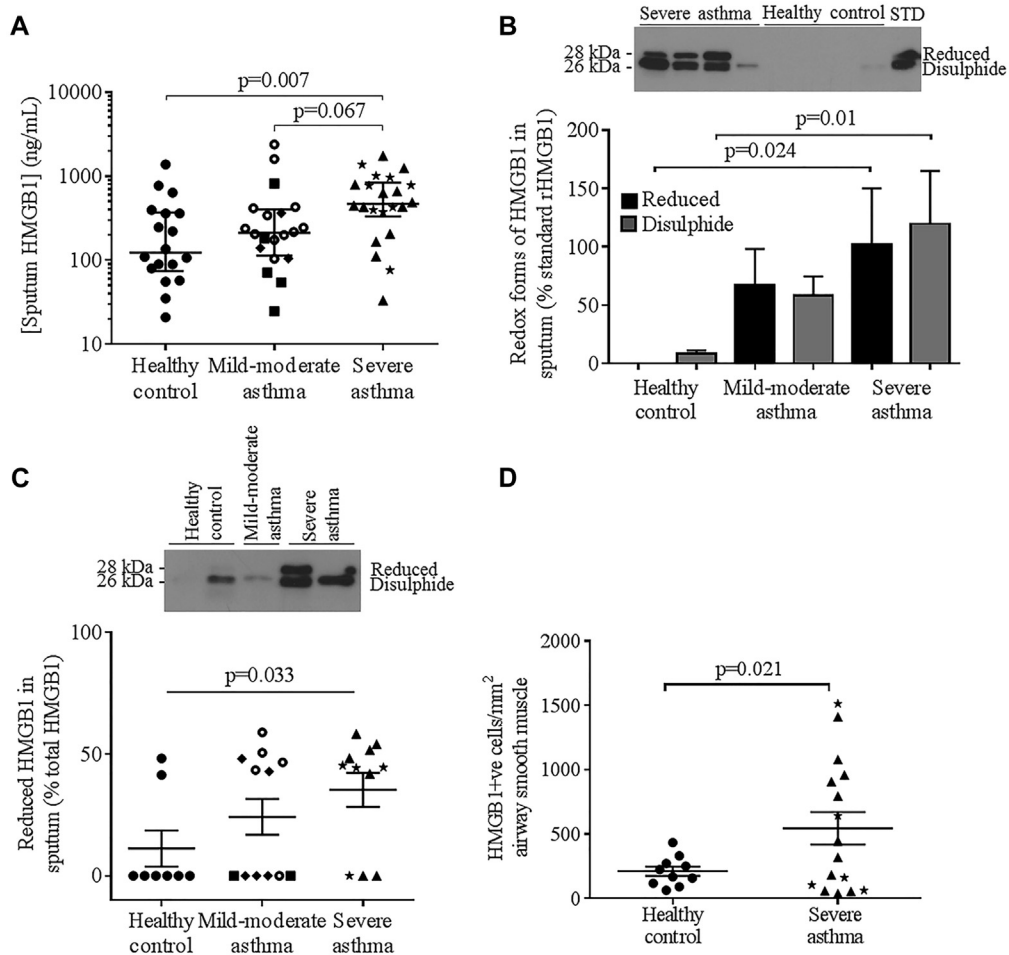 A
p=0.007
p=0.067
[Sputum HMGB1] (ng/mL)
10000
1000
100
10
Healthy control
Mild-moderate asthma
Severe asthma
B
Severe asthma Healthy control STD
28 kDa
26 kDa
Reduced
Disulphide
p=0.01
p=0.024
Reduced
Disulphide
Redox forms of HMGB1 in
sputum (% standard rHMGB1)
200
150
100
50
0
Healthy control
Mild-moderate asthma
Severe asthma
C
Healthy control
Mild-moderate asthma
Severe asthma
28 kDa
26 kDa
Reduced
Disulphide
p=0.033
Reduced HMGB1 in
sputum (% total HMGB1)
100
50
0
Healthy control
Mild-moderate asthma
Severe asthma
D
p=0.021
HMGB1+ve cells/mm²
airway smooth muscle
2000
1500
1000
500
0
Healthy control
Severe asthma